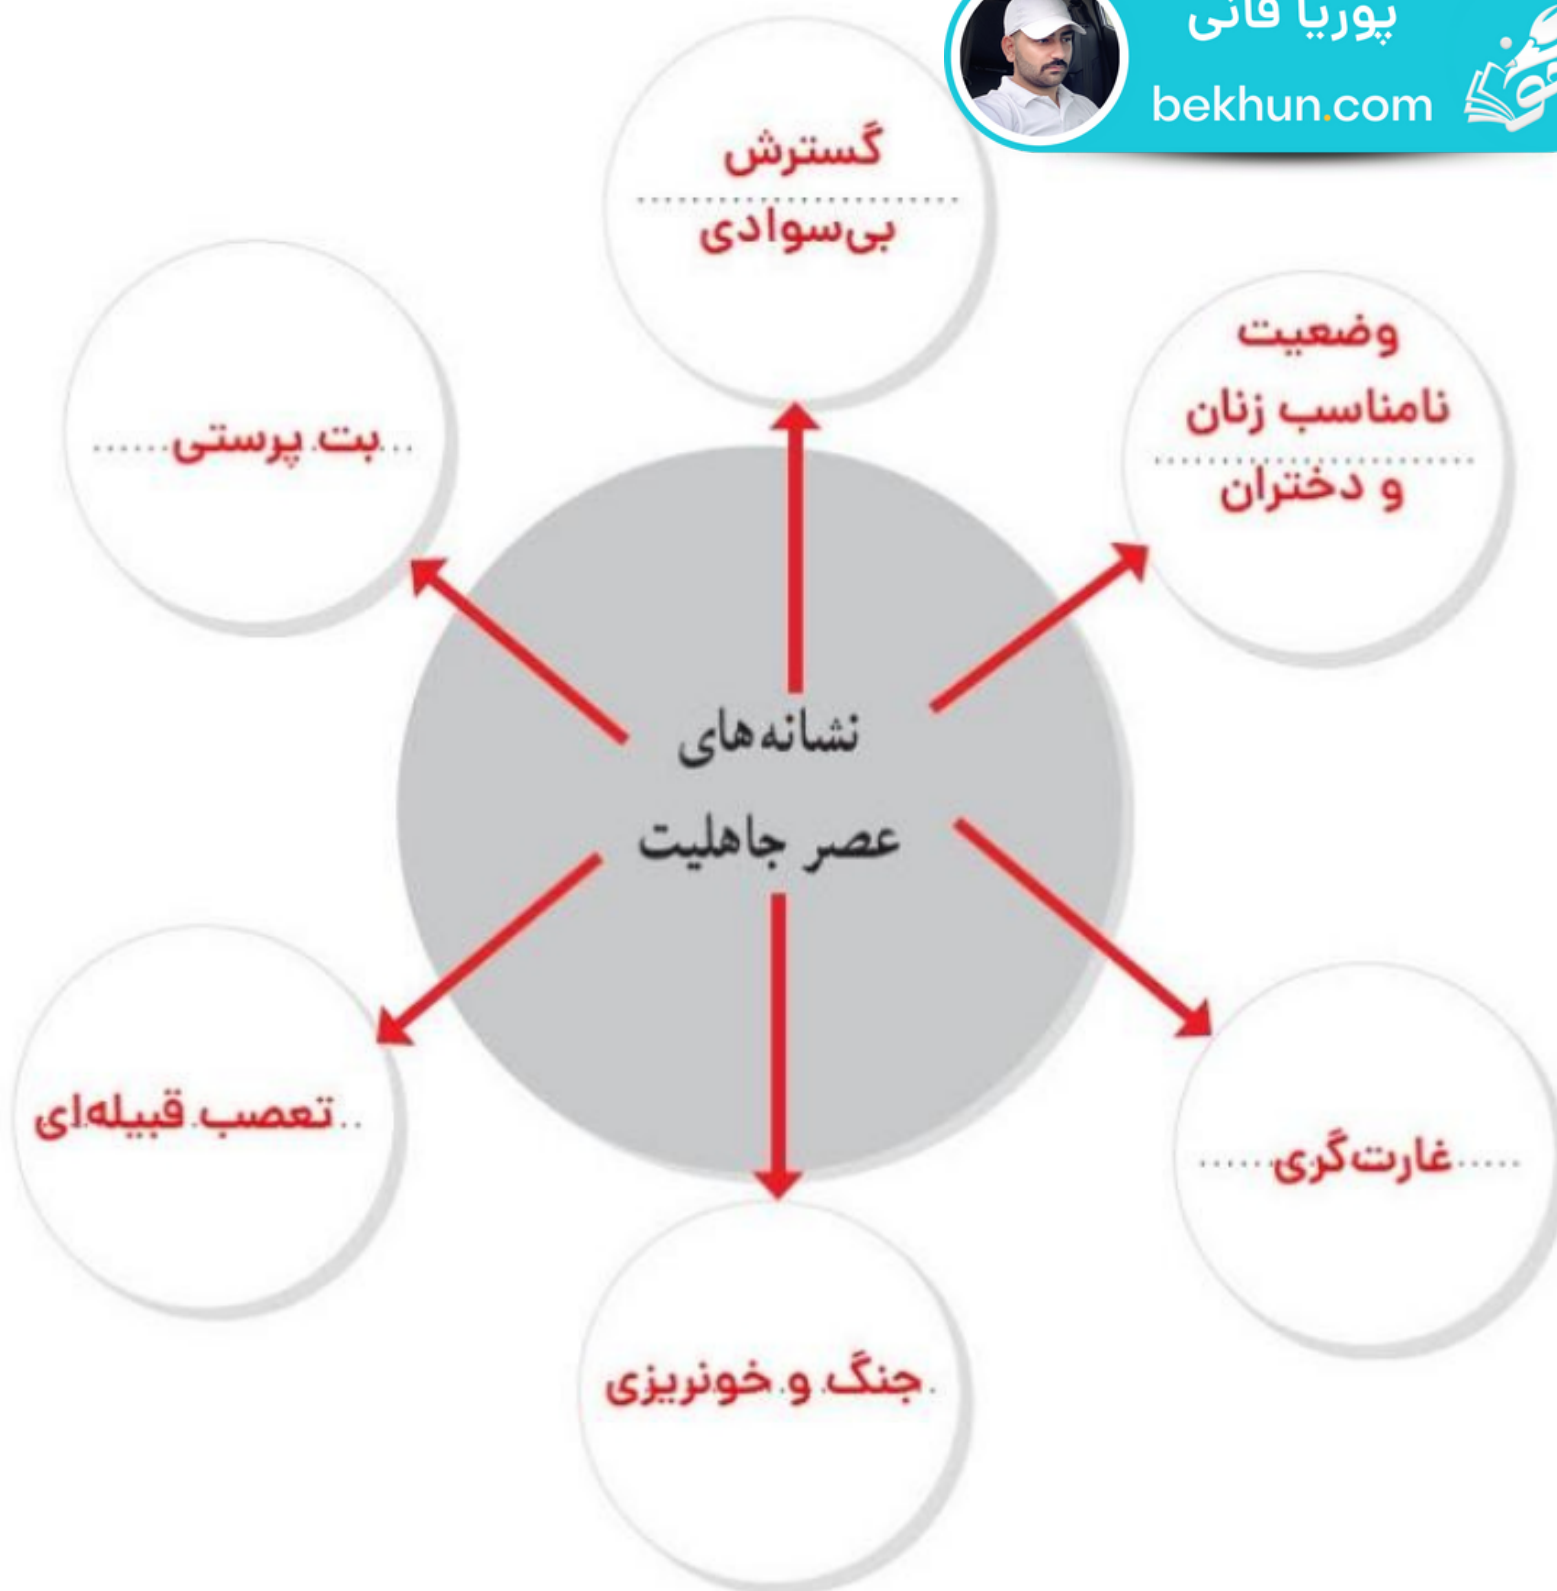 پوریا فانی
bekhun.com
گسترش
بی‌سوادی
وضعیت
نامناسب زنان
و دختران
بت پرستی
نشانه‌های
عصر جاهلیت
تعصب قبیله‌ای
غارت‌گری
جنگ و خونریزی